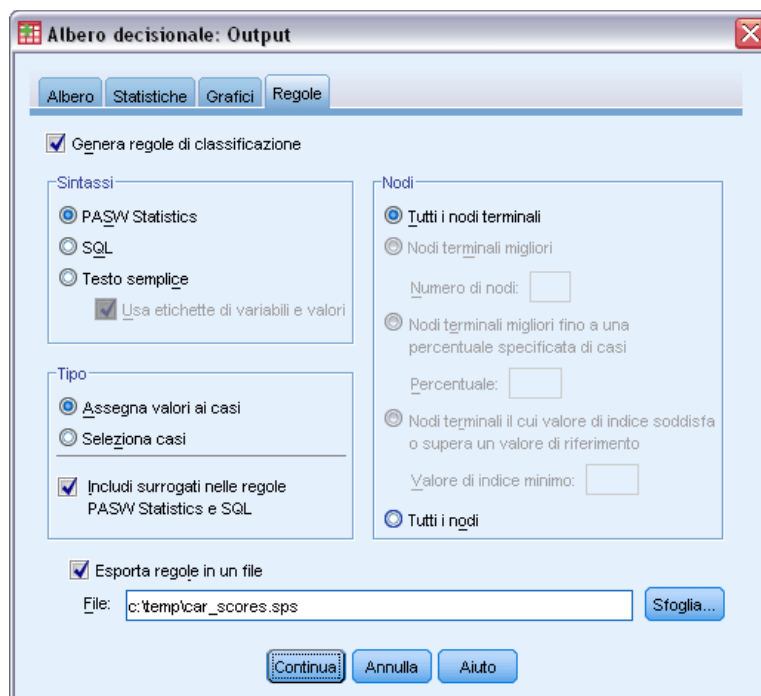 Albero decisionale: Output
Albero Statistiche Grafici Regole
Genera regole di classificazione
Sintassi
PASW Statistics
SQL
Testo semplice
Usa etichette di variabili e valori
Tipo
Assegna valori ai casi
Seleziona casi
Includi surrogati nelle regole
PASW Statistics e SQL
Nodi
Tutti i nodi terminali
Nodi terminali migliori
Numero di nodi:
Nodi terminali migliori fino a una
percentuale specificata di casi
Percentuale:
Nodi terminali il cui valore di indice soddisfa
o supera un valore di riferimento
Valore di indice minimo:
Tutti i nodi
Esporta regole in un file
File: c:\temp\car_scores.sps Sfoglia...
Continua Annulla Aiuto